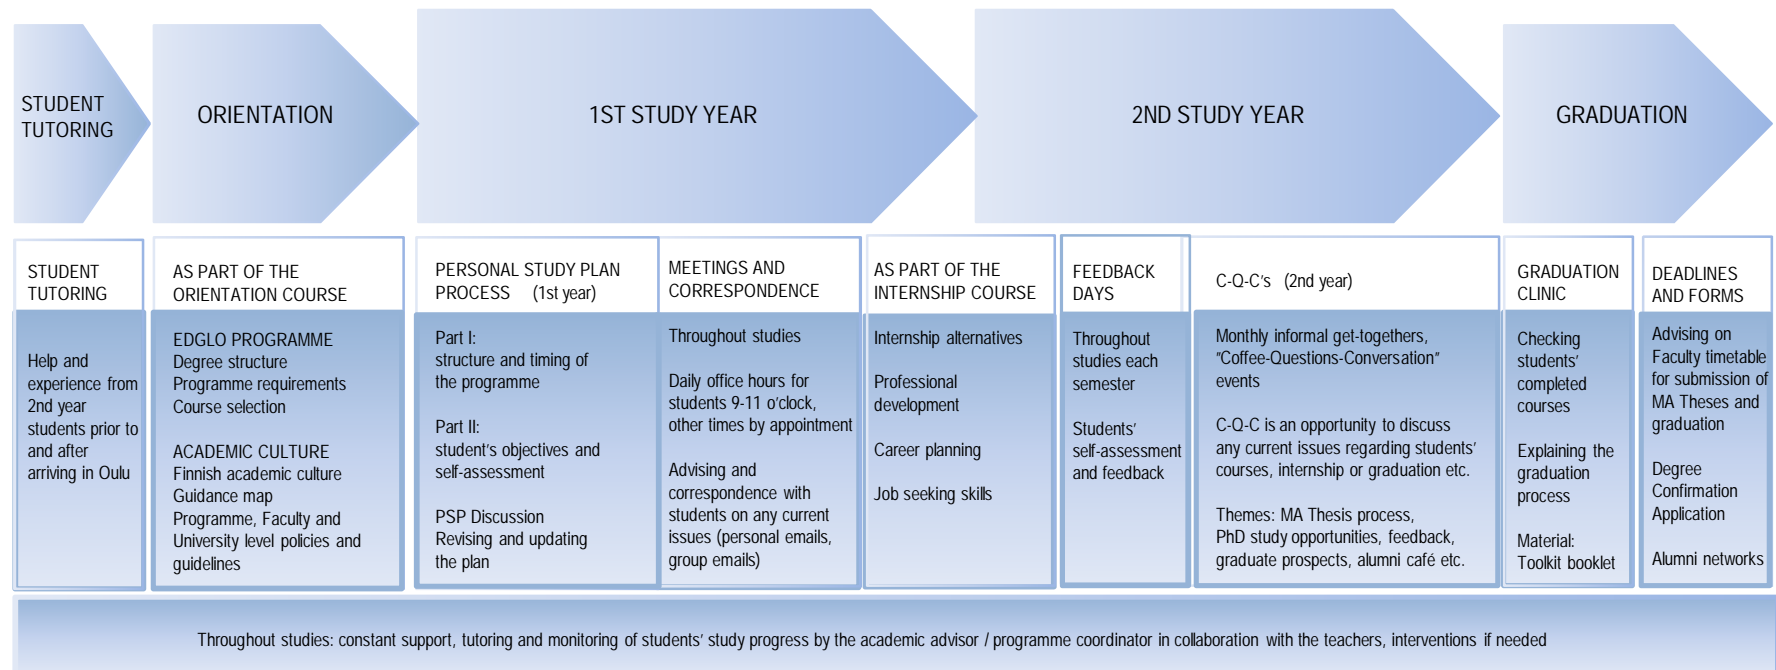 STUDENT
TUTORING
ORIENTATION
1ST STUDY YEAR
2ND STUDY YEAR
GRADUATION
STUDENT
TUTORING
Help and
experience from
2nd year
students prior to
and after
arriving in Oulu
AS PART OF THE
ORIENTATION COURSE
EDGLO PROGRAMME
Degree structure
Programme requirements
Course selection
ACADEMIC CULTURE
Finnish academic culture
Guidance map
Programme, Faculty and
University level policies and
guidelines
PERSONAL STUDY PLAN
PROCESS (1st year)
Part I:
structure and timing of
the programme
Part II:
student's objectives and
self-assessment
PSP Discussion
Revising and updating
the plan
MEETINGS AND
CORRESPONDENCE
Throughout studies
Daily office hours for
students 9-11 o'clock,
other times by appointment
Advising and
correspondence with
students on any current
issues (personal emails,
group emails)
AS PART OF THE
INTERNSHIP COURSE
Internship alternatives
Professional
development
Career planning
Job seeking skills
FEEDBACK
DAYS
Throughout
studies each
semester
Students'
self-assessment
and feedback
C-Q-C's (2nd year)
Monthly informal get-togethers,
"Coffee-Questions-Conversation"
events
C-Q-C is an opportunity to discuss
any current issues regarding students'
courses, internship or graduation etc.
Themes: MA Thesis process,
PhD study opportunities, feedback,
graduate prospects, alumni café etc.
GRADUATION
CLINIC
Checking
students'
completed
courses
Explaining the
graduation
process
Material:
Toolkit booklet
DEADLINES
AND FORMS
Advising on
Faculty timetable
for submission of
MA Theses and
graduation
Degree
Confirmation
Application
Alumni networks
Throughout studies: constant support, tutoring and monitoring of students' study progress by the academic advisor / programme coordinator in collaboration with the teachers, interventions if needed